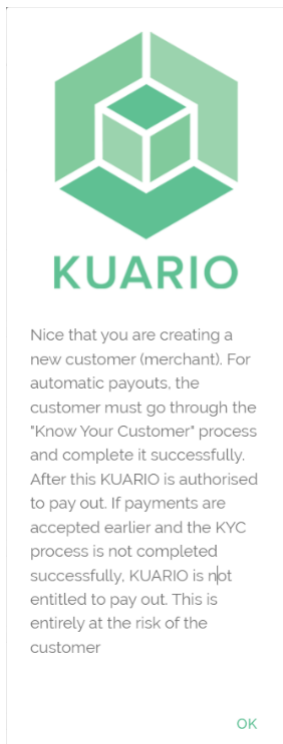 KUARIO
Nice that you are creating a
new customer (merchant). For
automatic payouts, the
customer must go through the
"Know Your Customer" process
and complete it successfully.
After this KUARIO is authorised
to pay out. If payments are
accepted earlier and the KYC
process is not completed
successfully, KUARIO is not
entitled to pay out. This is
entirely at the risk of the
customer
OK